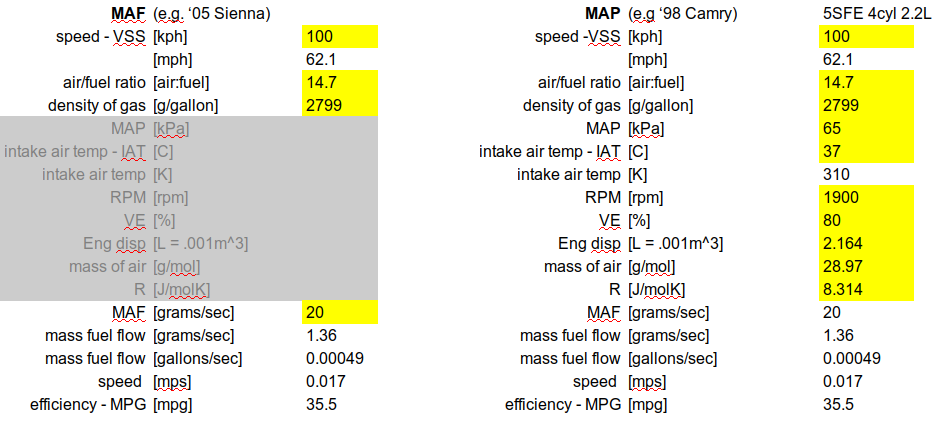 MAF (e.g. ‘05 Sienna) MAP (e.g ‘98 Camry) 5SFE 4cyl 2.2L
speed - VSS [kph] 100 speed -VSS [kph] 100
[mph] 62.1 [mph] 62.1
air/fuel ratio [air:fuel] 14.7 air/fuel ratio [air:fuel] 14.7
density of gas [g/gallon] 2799 density of gas [g/gallon] 2799
MAP [kPa] MAP [kPa] 65
intake air temp - IAT [C] intake air temp - IAT [C] 37
intake air temp [K] intake air temp [K] 310
RPM [rpm] RPM [rpm] 1900
VE [%] VE [%] 80
Eng disp [L = .001m^3] Eng disp [L = .001m^3] 2.164
mass of air [g/mol] mass of air [g/mol] 28.97
R [J/molK] R [J/molK] 8.314
MAF [grams/sec] 20 MAF [grams/sec] 20
mass fuel flow [grams/sec] 1.36 mass fuel flow [grams/sec] 1.36
mass fuel flow [gallons/sec] 0.00049 mass fuel flow [gallons/sec] 0.00049
speed [mps] 0.017 speed [mps] 0.017
efficiency - MPG [mpg] 35.5 efficiency - MPG [mpg] 35.5